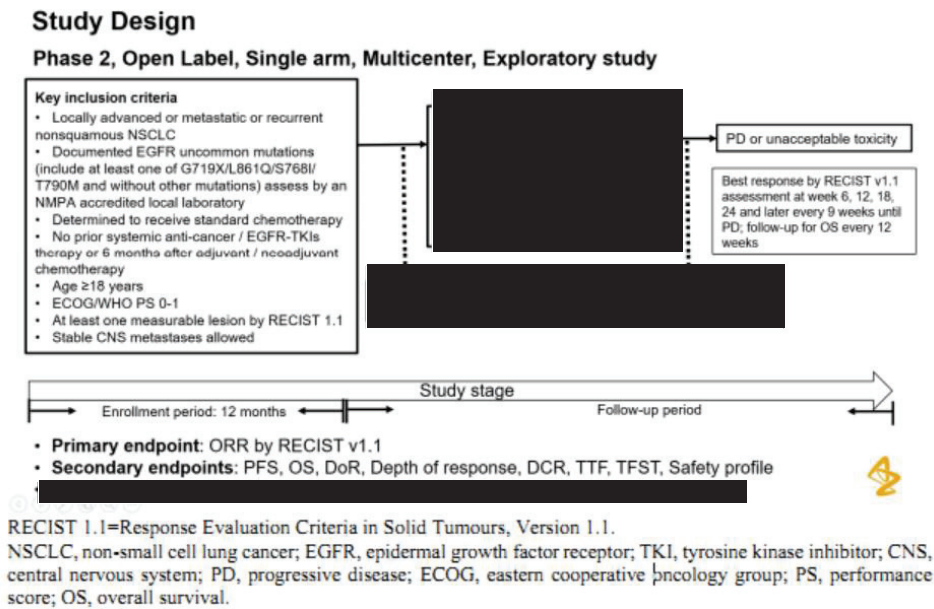 Study Design
Phase 2, Open Label, Single arm, Multicenter, Exploratory study
Key inclusion criteria
• Locally advanced or metastatic or recurrent
nonsquamous NSCLC
• Documented EGFR uncommon mutations
(include at least one of G719X/L861Q/S768I/
T790M and without other mutations) assess by an
NMPA accredited local laboratory
• Determined to receive standard chemotherapy
• No prior systemic anti-cancer / EGFR-TKIs
therapy or 6 months after adjuvant / neoadjuvant
chemotherapy
• Age ≥18 years
• ECOG/WHO PS 0-1
• At least one measurable lesion by RECIST 1.1
• Stable CNS metastases allowed
PD or unacceptable toxicity
Best response by RECIST v1.1
assessment at week 6, 12, 18,
24 and later every 9 weeks until
PD; follow-up for OS every 12
weeks
Study stage
Enrollment period: 12 months
Follow-up period
• Primary endpoint: ORR by RECIST v1.1
• Secondary endpoints: PFS, OS, DoR, Depth of response, DCR, TTF, TFST, Safety profile
RECIST 1.1=Response Evaluation Criteria in Solid Tumours, Version 1.1.
NSCLC, non-small cell lung cancer; EGFR, epidermal growth factor receptor; TKI, tyrosine kinase inhibitor; CNS,
central nervous system; PD, progressive disease; ECOG, eastern cooperative oncology group; PS, performance
score; OS, overall survival.